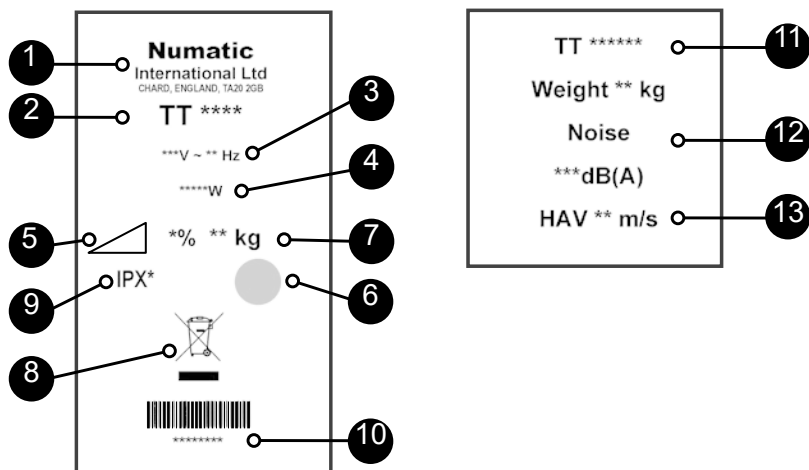 1
Numatic
International Ltd
CHARD, ENGLAND, TA20 2GB
2
TT ****
3
***V ~ ** Hz
4
*****W
5
*% ** kg
7
9
IPX*
6
8
10
********
11
TT ******
Weight ** kg
Noise
12
***dB(A)
HAV ** m/s
13